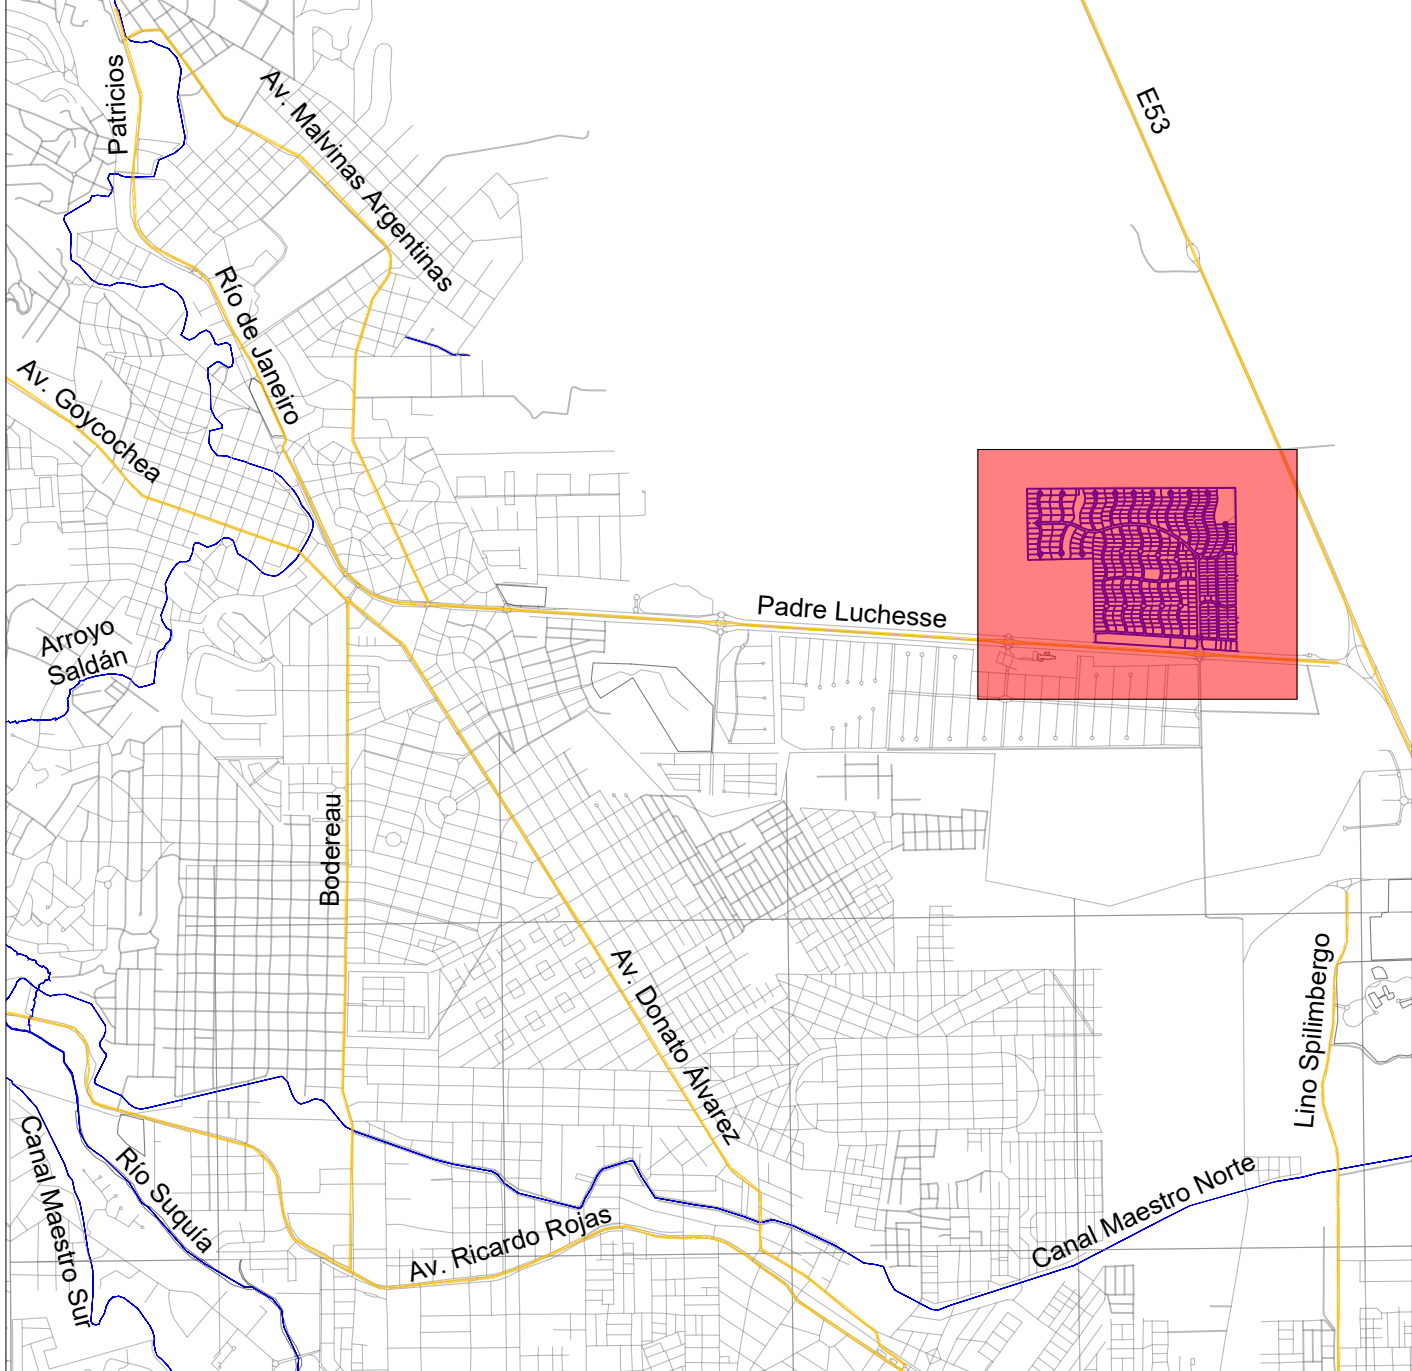 Patricios
Av. Malvinas Argentinas
E53
Río de Janeiro
Av. Goycochea
Padre Luchesse
Arroyo
Saldán
Bodereau
Av. Donato Álvarez
Lino Spilimbergo
Canal Maestro Sur
Río Suquía
Av. Ricardo Rojas
Canal Maestro Norte